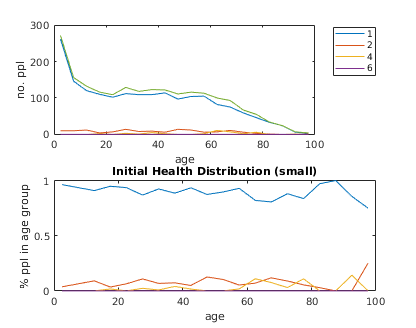 300
200
100
0
no. ppl
0 20 40 60 80 100
age
1
2
4
6
Initial Health Distribution (small)
1
0.5
0
% ppl in age group
0 20 40 60 80 100
age